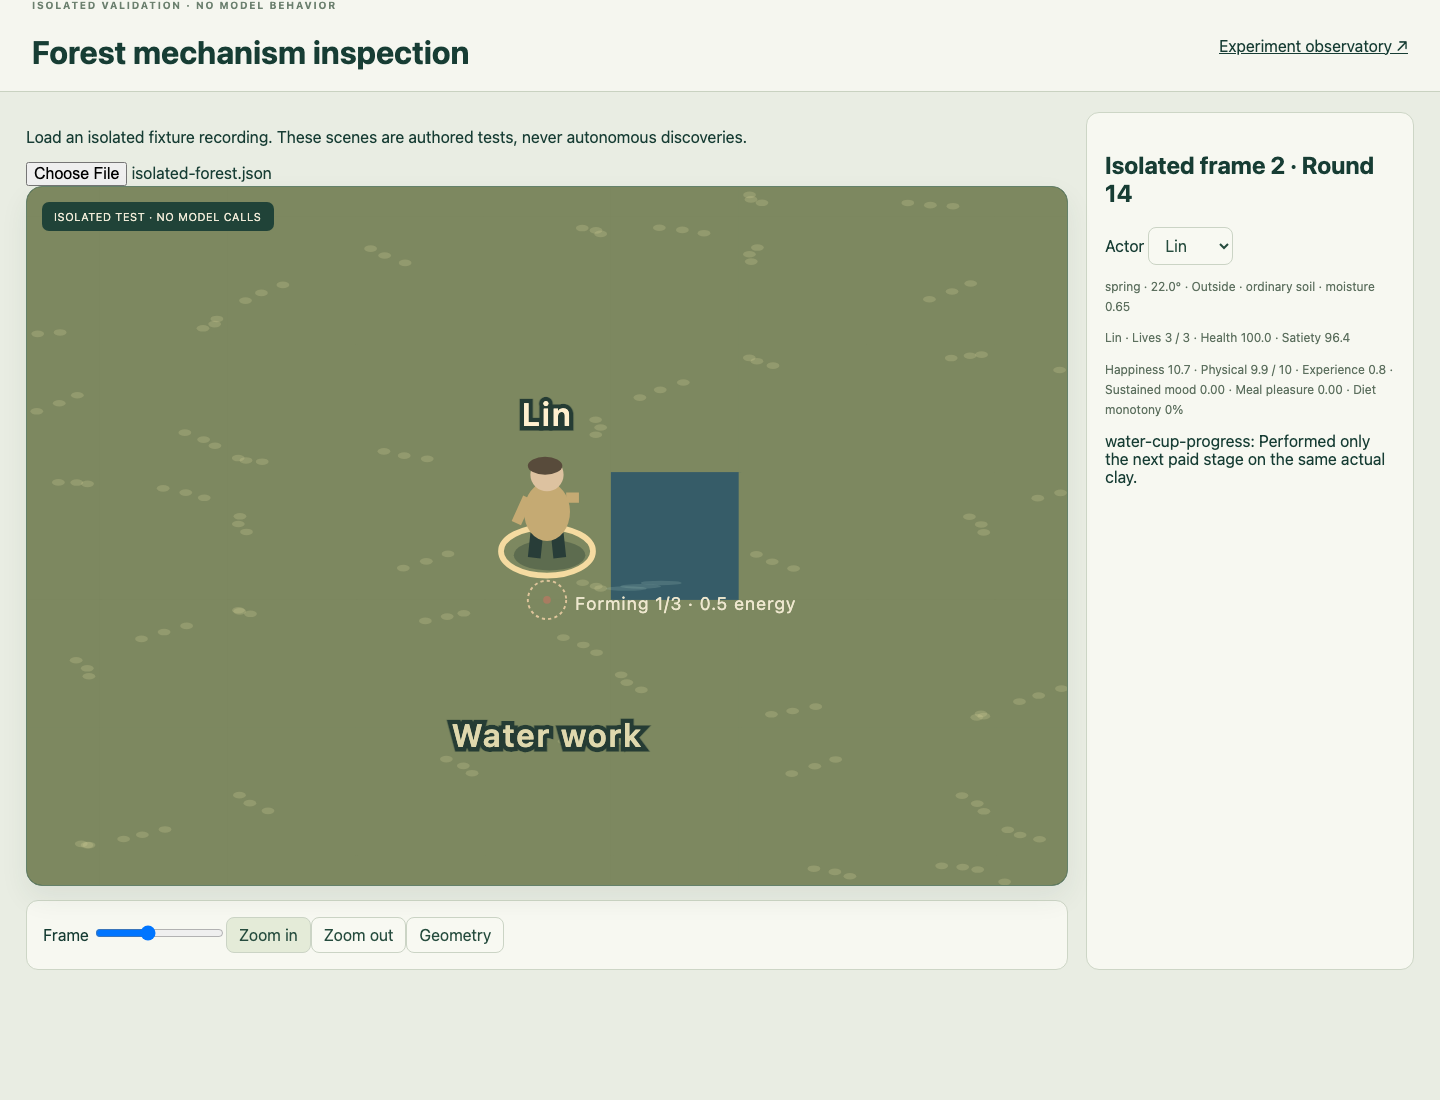 ISOLATED VALIDATION · NO MODEL BEHAVIOR
Forest mechanism inspection
Experiment observatory ↗
Load an isolated fixture recording. These scenes are authored tests, never autonomous discoveries.
Choose File isolated-forest.json
ISOLATED TEST · NO MODEL CALLS
Lin
Forming 1/3 · 0.5 energy
Water work
Frame Zoom in Zoom out Geometry
Isolated frame 2 · Round
14
Actor Lin
spring · 22.0° · Outside · ordinary soil · moisture
0.65
Lin · Lives 3 / 3 · Health 100.0 · Satiety 96.4
Happiness 10.7 · Physical 9.9 / 10 · Experience 0.8 ·
Sustained mood 0.00 · Meal pleasure 0.00 · Diet
monotony 0%
water-cup-progress: Performed only
the next paid stage on the same actual
clay.